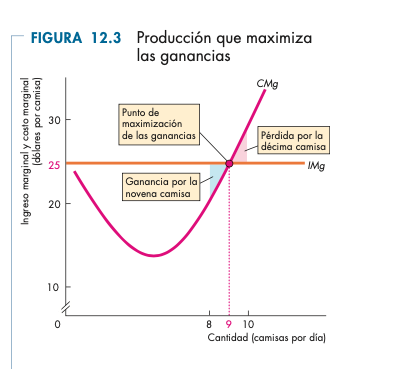 FIGURA 12.3 Producción que maximiza
las ganancias
Ingreso marginal y costo marginal
(dólares por camisa)
CMg
Punto de
maximización
de las ganancias
30
Pérdida por la
décima camisa
25
IMg
Ganancia por la
novena camisa
20
10
0
8 9 10
Cantidad (camisas por día)